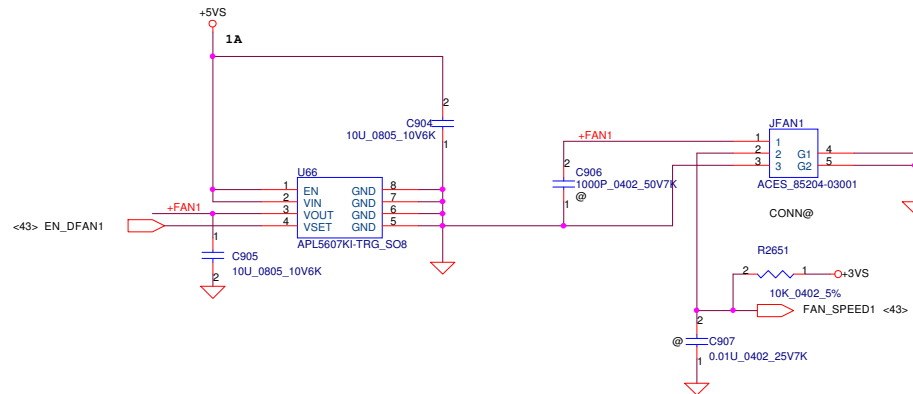 +5VS
1A
2
C904
10U_0805_10V6K
1
U66
1 EN GND 8
2 VIN GND 7
3 VOUT GND 6
4 VSET GND 5
APL5607KI-TRG_SO8
+FAN1
<43> EN_DFAN1
1
C905
10U_0805_10V6K
2
+FAN1
2
C906
1000P_0402_50V7K
@
1
JFAN1
1 1
2 2 G1 4
3 3 G2 5
ACES_85204-03001
CONN@
R2651
2 1 +3VS
10K_0402_5%
FAN_SPEED1 <43>
2
@ C907
0.01U_0402_25V7K
1